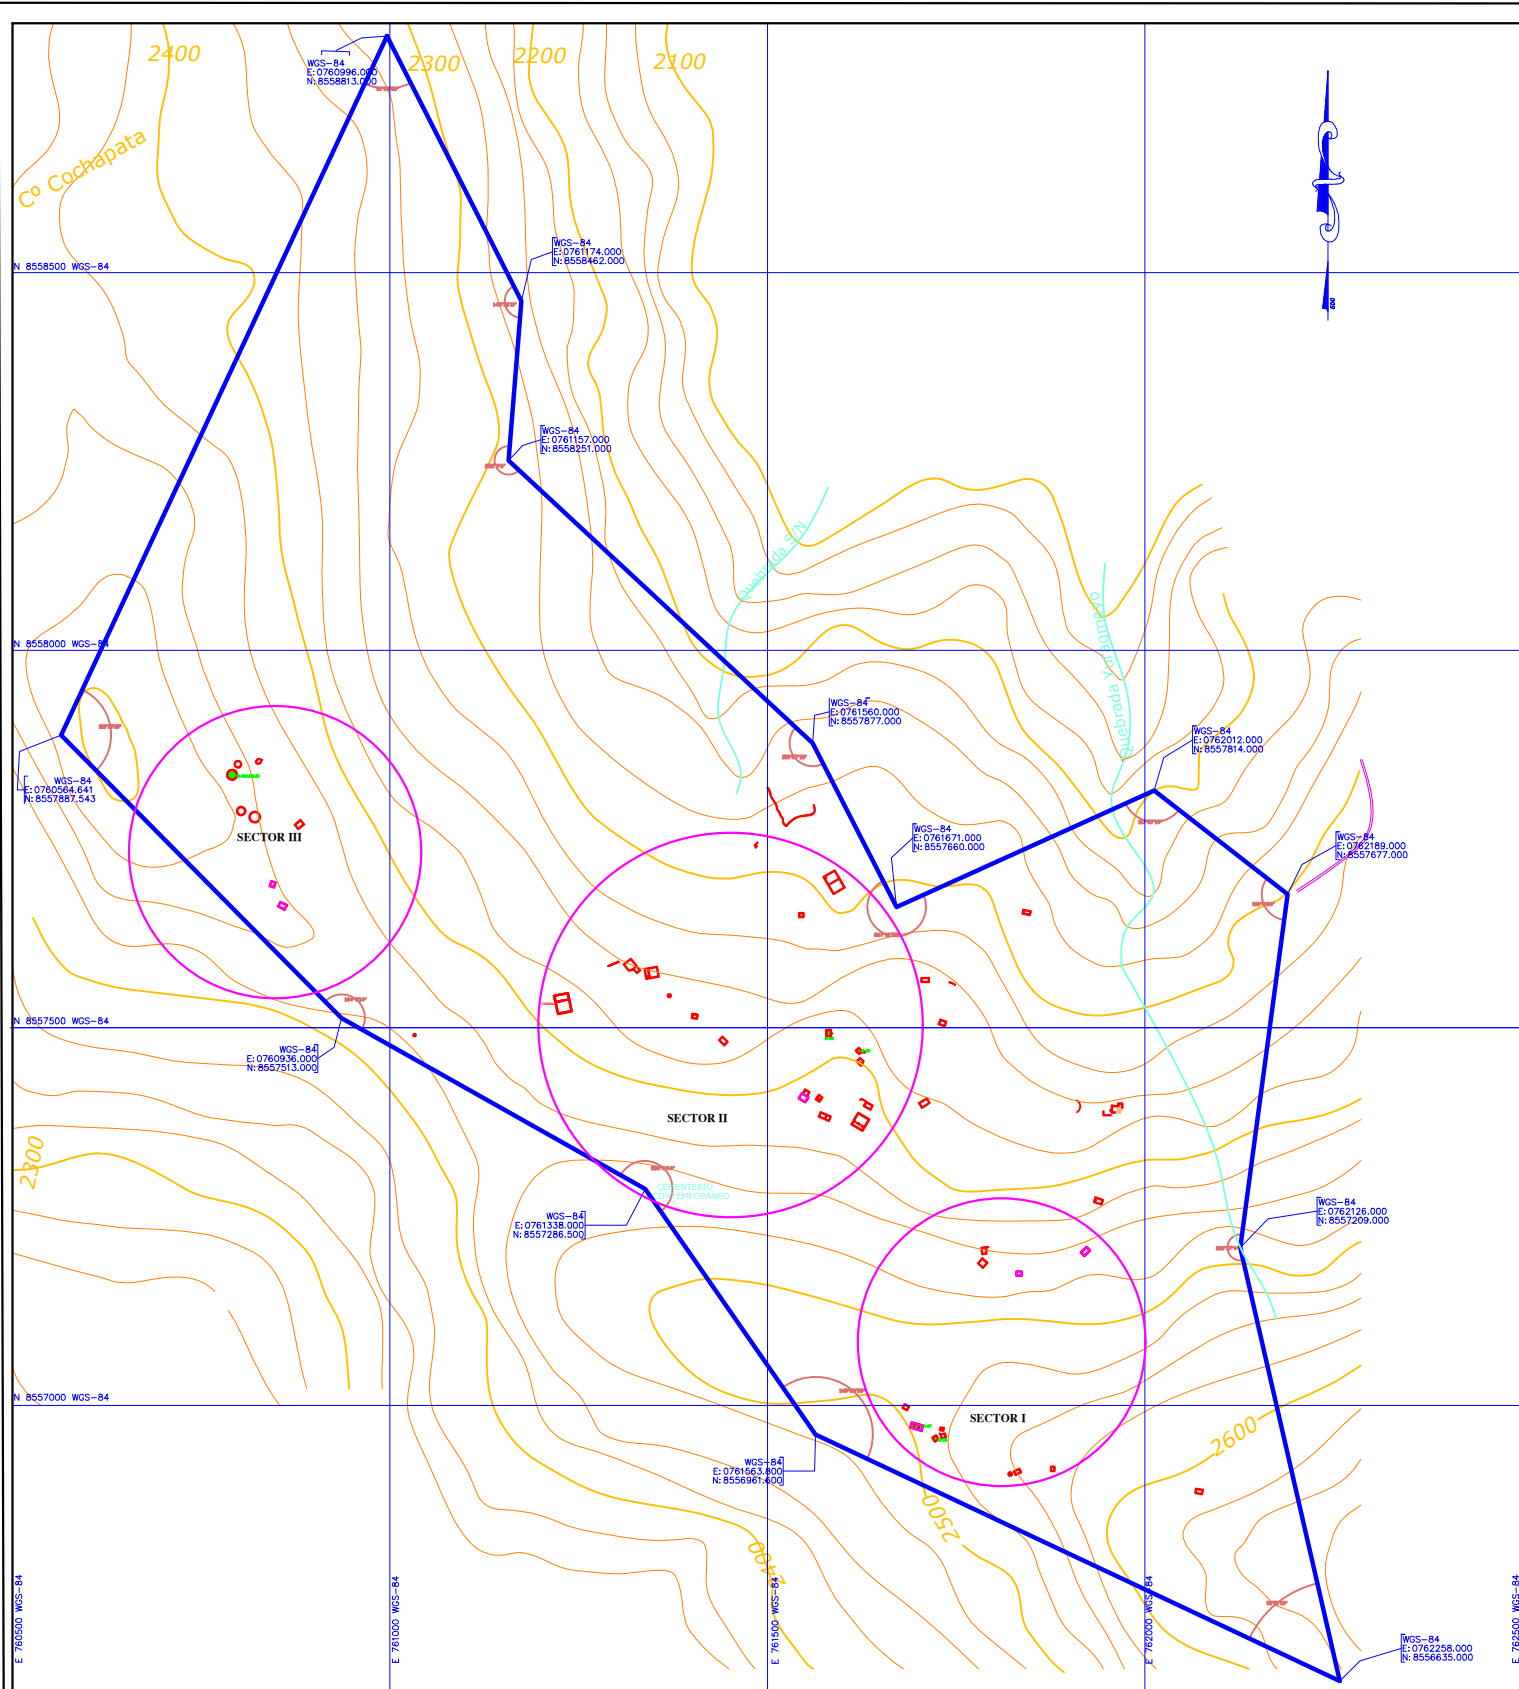 2400
2300
2200
2100
WGS-84
E:0760996.000
N:8558813.000
Cº Cochapata
WGS-84
E:0761174.000
N:8558462.000
N 8558500 WGS-84
600
WGS-84
E:0761157.000
N:8558251.000
Quebrada S/N
Quebrada Yuragmayo
N 8558000 WGS-84
WGS-84
E:0761560.000
N:8557877.000
WGS-84
E:0762012.000
N:8557814.000
WGS-84
E:0760564.641
N:8557887.543
SECTOR III
WGS-84
E:0761671.000
N:8557660.000
WGS-84
E:0762189.000
N:8557677.000
N 8557500 WGS-84
WGS-84
E:0760936.000
N:8557513.000
SECTOR II
2300
CEMENTERIO
CONTEMPORANEO
WGS-84
E:0761338.000
N:8557286.500
WGS-84
E:0762126.000
N:8557209.000
N 8557000 WGS-84
SECTOR I
2600
WGS-84
E:0761563.800
N:8556961.600
2500
2400
E 760500 WGS-84
E 761000 WGS-84
E 761500 WGS-84
E 762000 WGS-84
E 762500 WGS-84
WGS-84
E:0762258.000
N:8556635.000